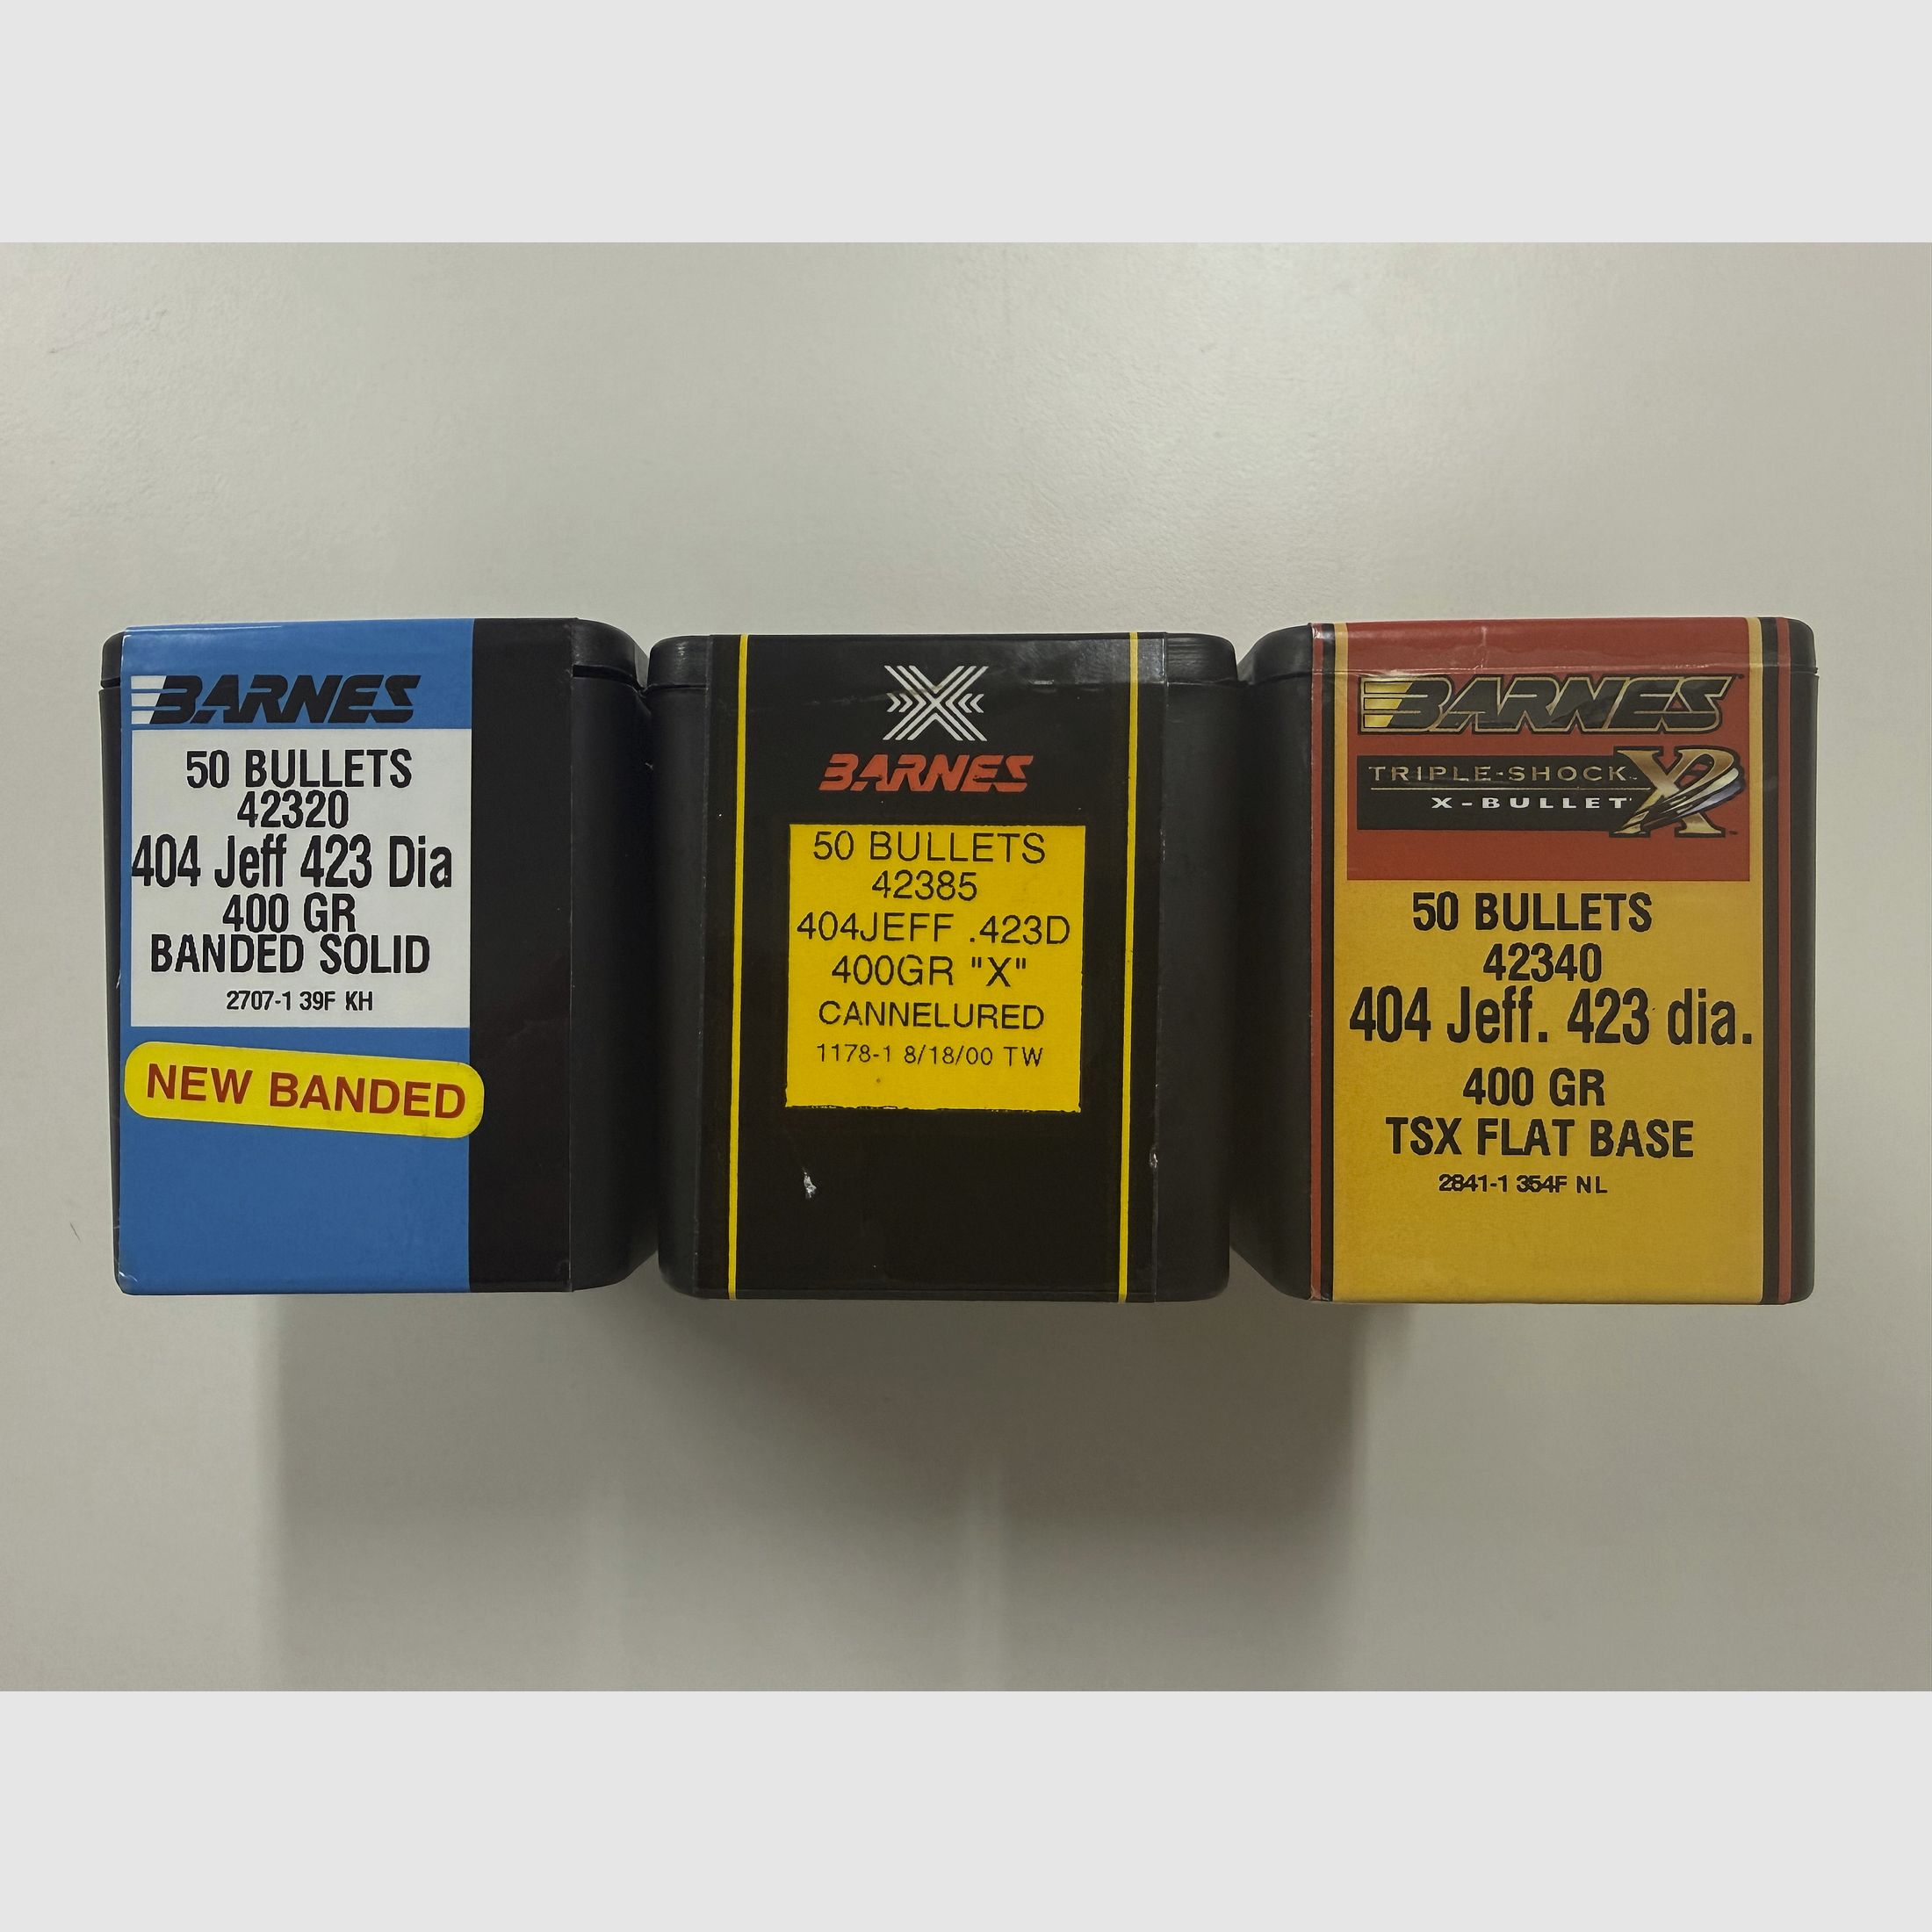 BARNES
50 BULLETS
42320
404 Jeff 423 Dia
400 GR
BANDED SOLID
2707-1 39F KH
NEW BANDED
X
BARNES
50 BULLETS
42385
404JEFF .423D
400GR "X"
CANNELURED
1178-1 8/18/00 TW
BARNES
TRIPLE-SHOCK™ X
X-BULLET
50 BULLETS
42340
404 Jeff. 423 dia.
400 GR
TSX FLAT BASE
2841-1 354F NL